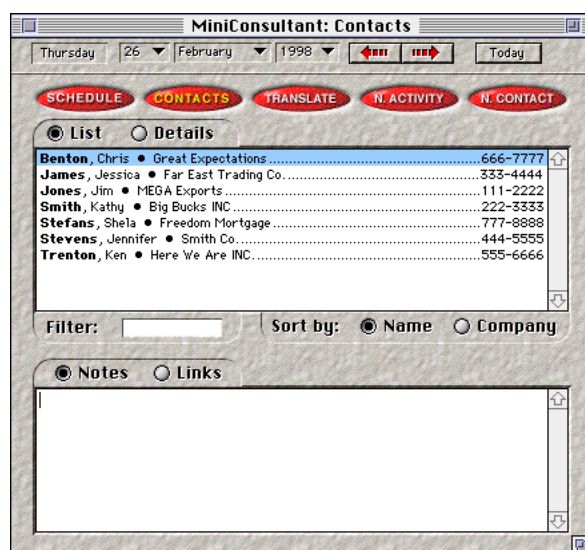 MiniConsultant: Contacts
Thursday 26 February 1998 Today
SCHEDULE CONTACTS TRANSLATE N. ACTIVITY N. CONTACT
List Details
Benton, Chris ● Great Expectations........................................666-7777
James, Jessica ● Far East Trading Co.......................................333-4444
Jones, Jim ● MEGA Exports..................................................111-2222
Smith, Kathy ● Big Bucks INC...............................................222-3333
Stefans, Shela ● Freedom Mortgage..........................................777-8888
Stevens, Jennifer ● Smith Co...............................................444-5555
Trenton, Ken ● Here We Are INC.............................................555-6666
Filter: Sort by: Name Company
Notes Links